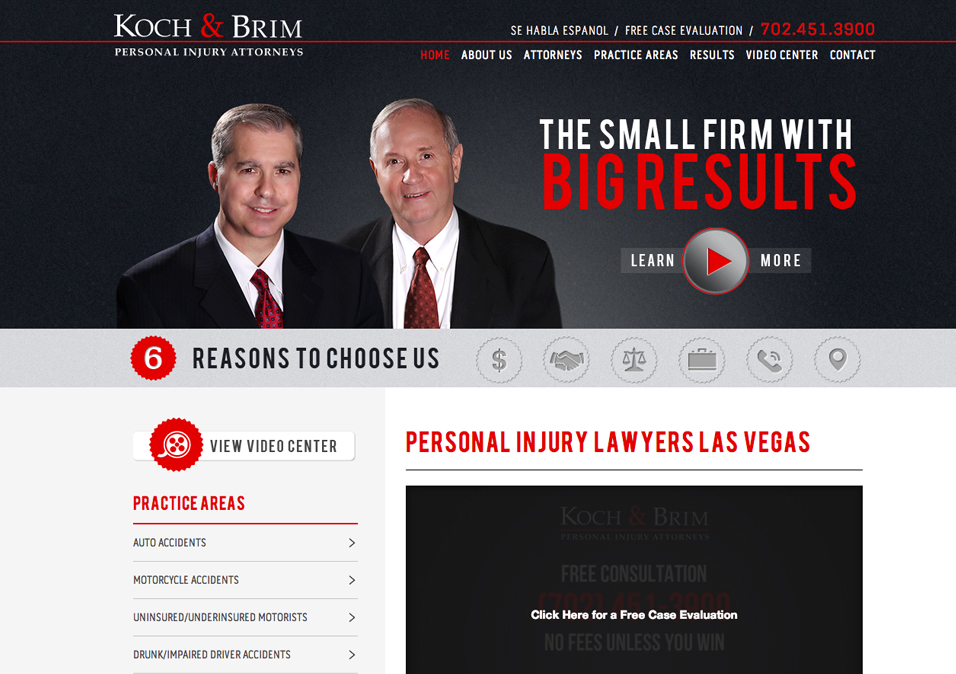 KOCH & BRIM
PERSONAL INJURY ATTORNEYS
SE HABLA ESPANOL / FREE CASE EVALUATION / 702.451.3900
HOME ABOUT US ATTORNEYS PRACTICE AREAS RESULTS VIDEO CENTER CONTACT
THE SMALL FIRM WITH
BIG RESULTS
LEARN MORE
6 REASONS TO CHOOSE US
$
VIEW VIDEO CENTER
PRACTICE AREAS
AUTO ACCIDENTS
MOTORCYCLE ACCIDENTS
UNINSURED/UNDERINSURED MOTORISTS
DRUNK/IMPAIRED DRIVER ACCIDENTS
PERSONAL INJURY LAWYERS LAS VEGAS
KOCH & BRIM
PERSONAL INJURY ATTORNEYS
FREE CONSULTATION
(702) 451-3900
Click Here for a Free Case Evaluation
NO FEES UNLESS YOU WIN